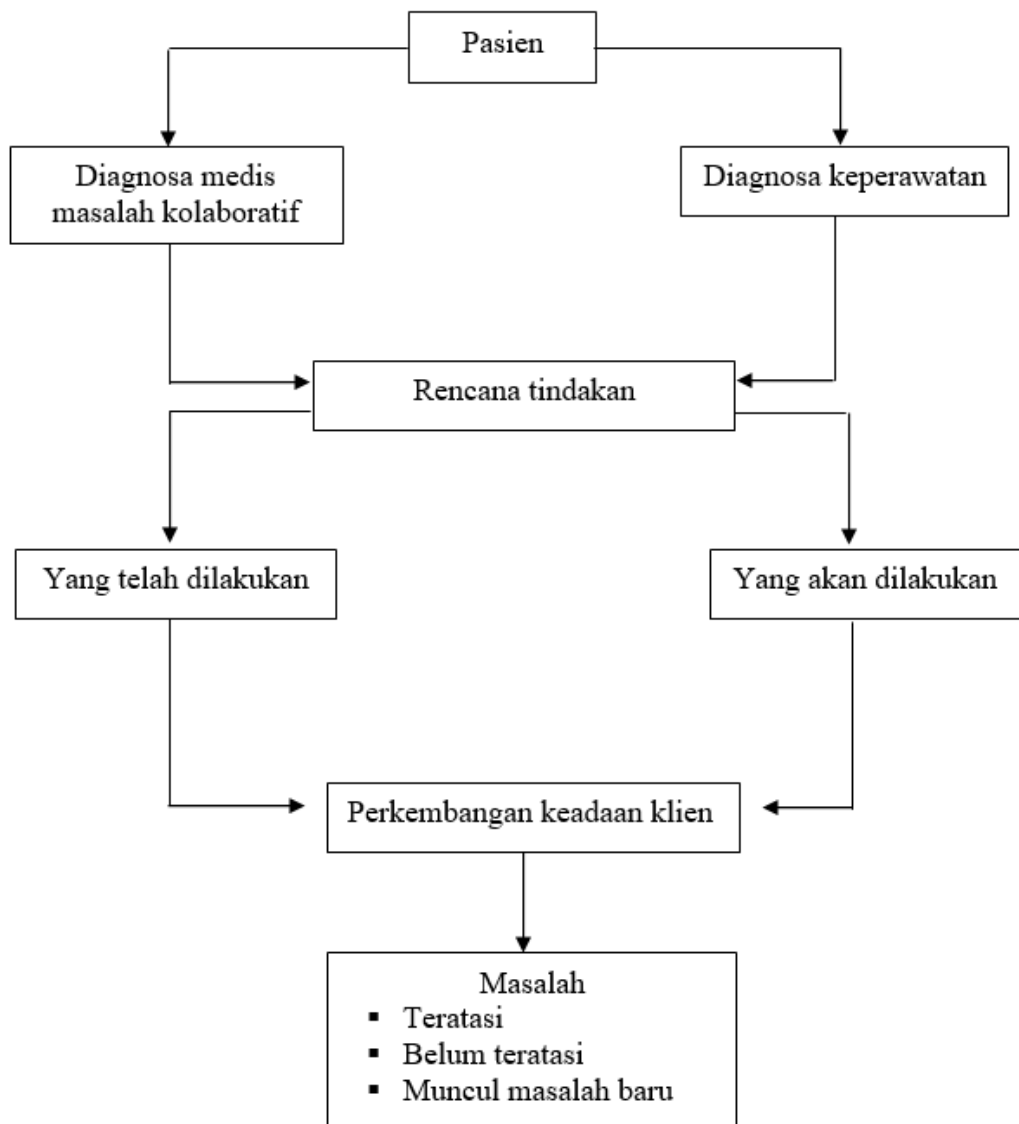 Pasien
Diagnosa medis
masalah kolaboratif
Diagnosa keperawatan
Rencana tindakan
Yang telah dilakukan
Yang akan dilakukan
Perkembangan keadaan klien
Masalah
▪ Teratasi
▪ Belum teratasi
▪ Muncul masalah baru